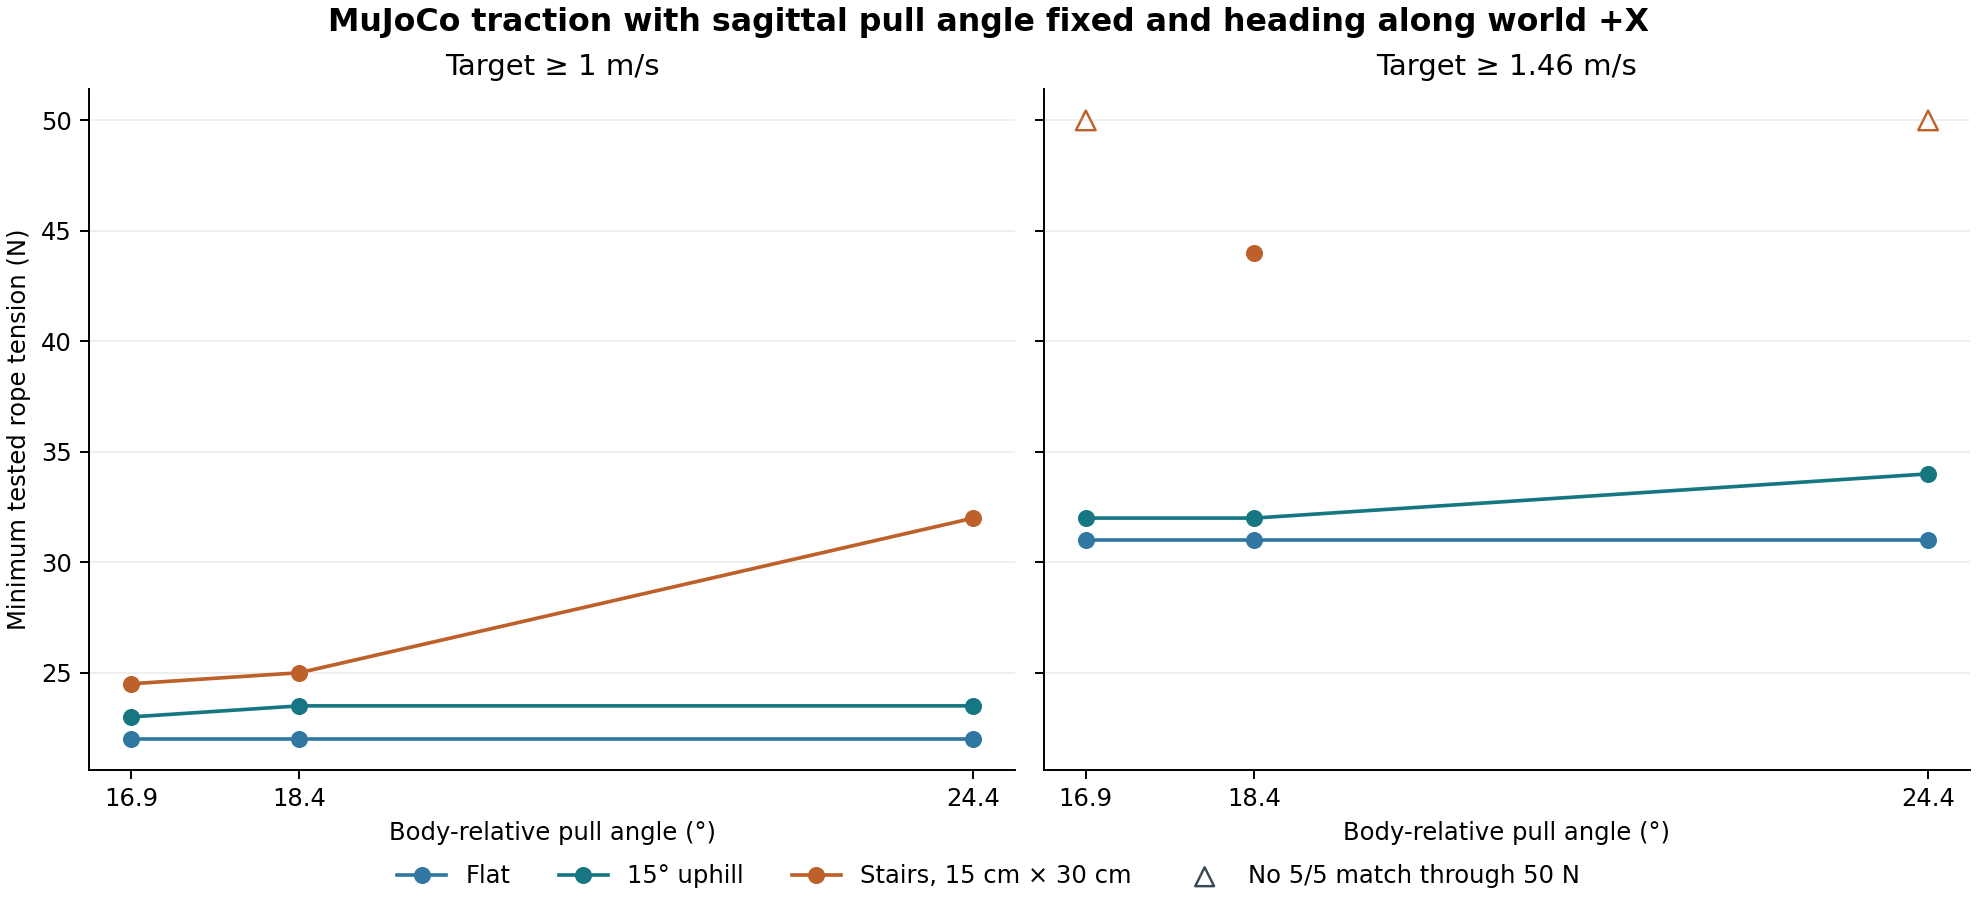 MuJoCo traction with sagittal pull angle fixed and heading along world +X
Target ≥ 1 m/s
Target ≥ 1.46 m/s
Minimum tested rope tension (N)
50
45
40
35
30
25
16.9
18.4
24.4
16.9
18.4
24.4
Body-relative pull angle (°)
Body-relative pull angle (°)
Flat
15° uphill
Stairs, 15 cm × 30 cm
No 5/5 match through 50 N